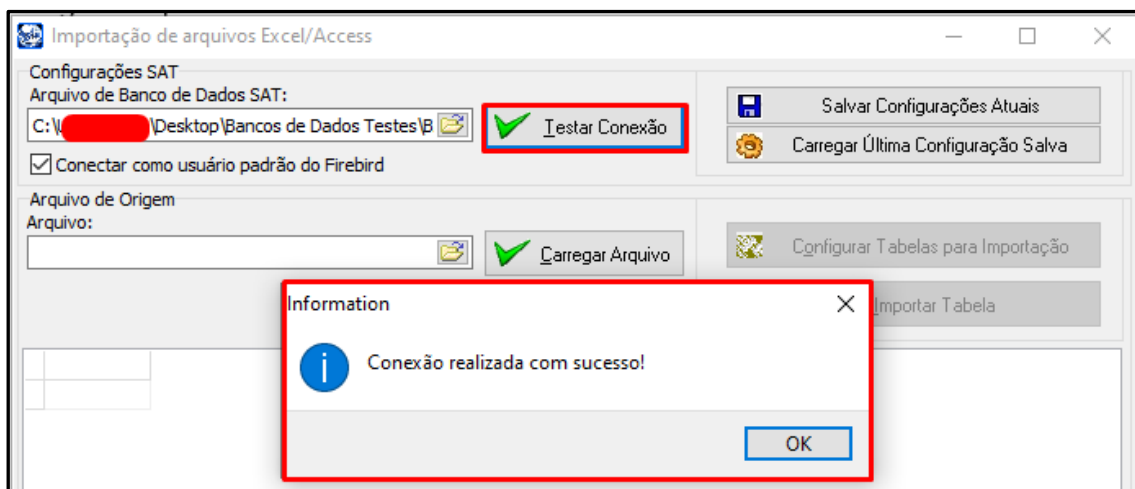 Importação de arquivos Excel/Access
Configurações SAT
Arquivo de Banco de Dados SAT:
C:\ \Desktop\Bancos de Dados Testes\B
Testar Conexão
Conectar como usuário padrão do Firebird
Salvar Configurações Atuais
Carregar Última Configuração Salva
Arquivo de Origem
Arquivo:
Carregar Arquivo
Configurar Tabelas para Importação
Importar Tabela
Information
Conexão realizada com sucesso!
OK